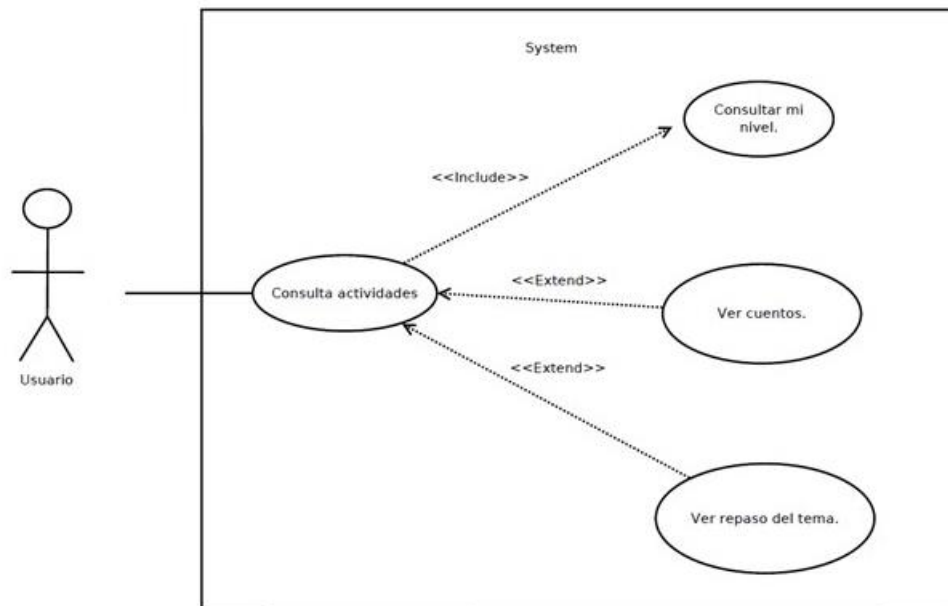 System
Consultar mi
nivel.
<<Include>>
Consulta actividades
<<Extend>>
Ver cuentos.
<<Extend>>
Usuario
Ver repaso del tema.